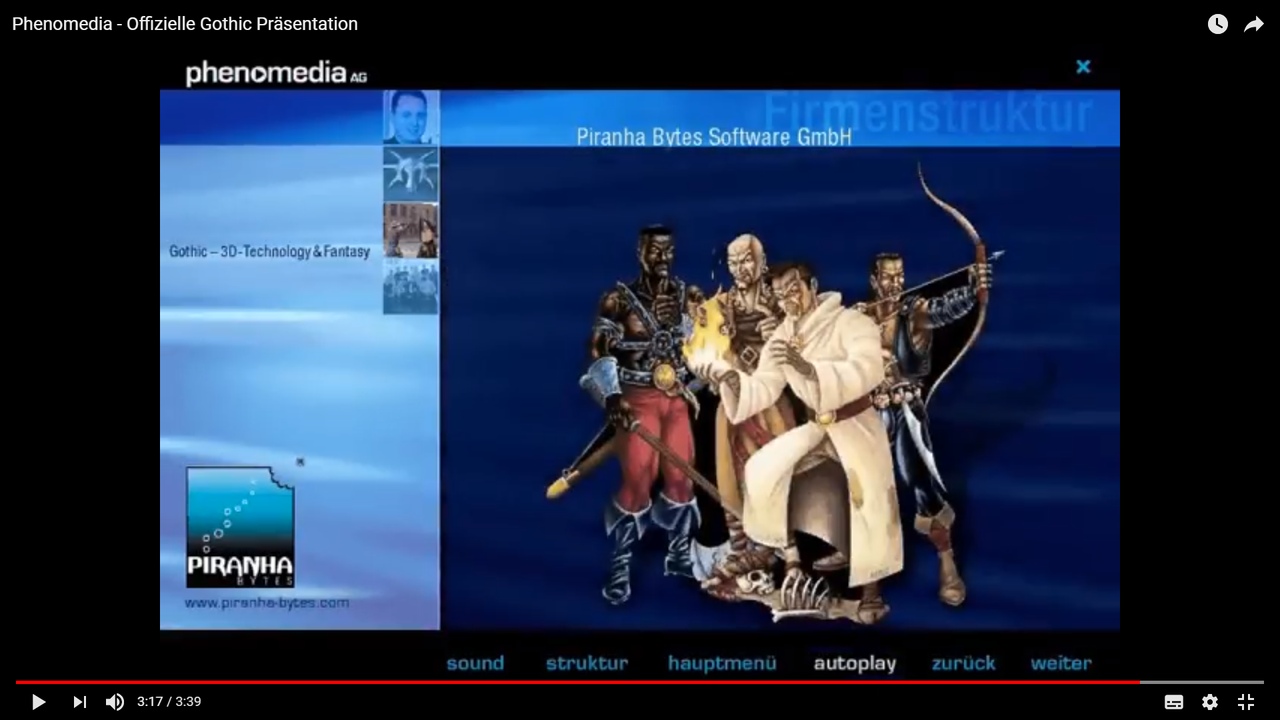 Phenomedia - Offizielle Gothic Präsentation
phenomedia AG
Firmenstruktur
Piranha Bytes Software GmbH
Gothic – 3D-Technology & Fantasy
PIRANHA
BYTES
www.piranha-bytes.com
sound struktur hauptmenü autoplay zurück weiter
3:17 / 3:39